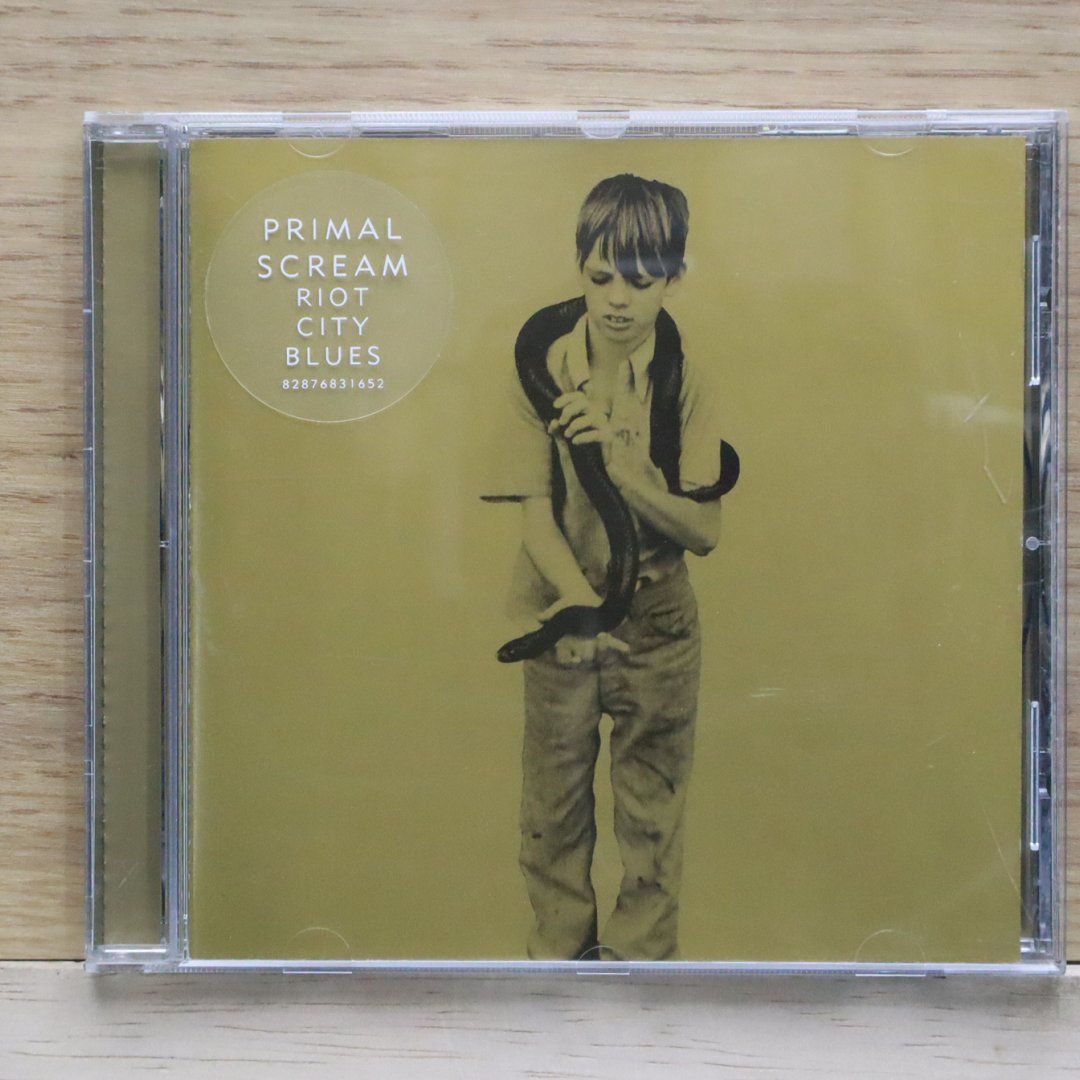 PRIMAL
SCREAM
RIOT
CITY
BLUES
82876831652